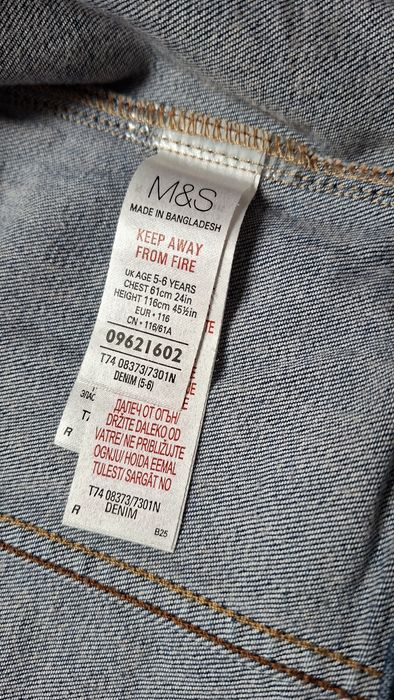 M&S
MADE IN BANGLADESH
KEEP AWAY
FROM FIRE
UK AGE 5-6 YEARS
CHEST 61cm 24in
HEIGHT 116cm 45½in
EUR • 116
CN • 116/61A
09621602
T74 08373/7301N
DENIM (5-6)
TE
E
E
ЕЛАС
T
R
ДАЛЕЧ ОТ ОГЪН/
DRŽITE DALEKO OD
VATRE/ NE PRIBLIŽUJTE
OGNJU/ HOIDA EEMAL
TULEST/ SARGĀT NO
T74 08373/7301N
DENIM
R
B25